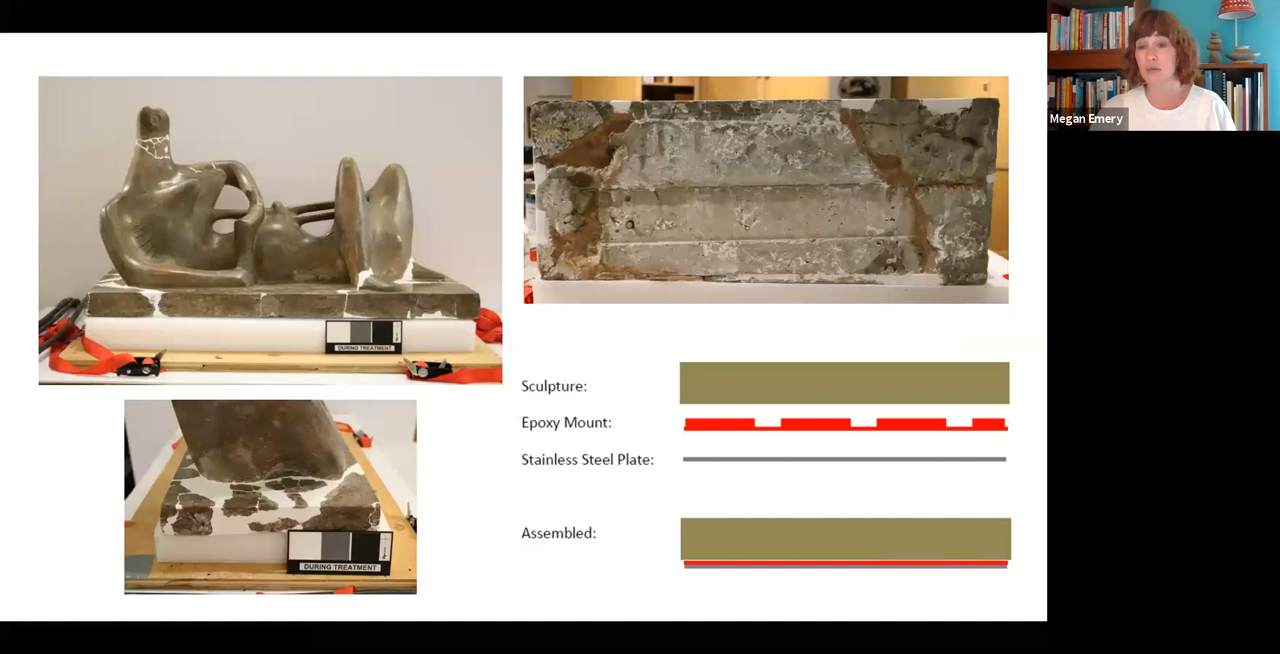 Megan Emery
DURING TREATMENT
Sculpture:
Epoxy Mount:
Stainless Steel Plate:
Assembled:
DURING TREATMENT